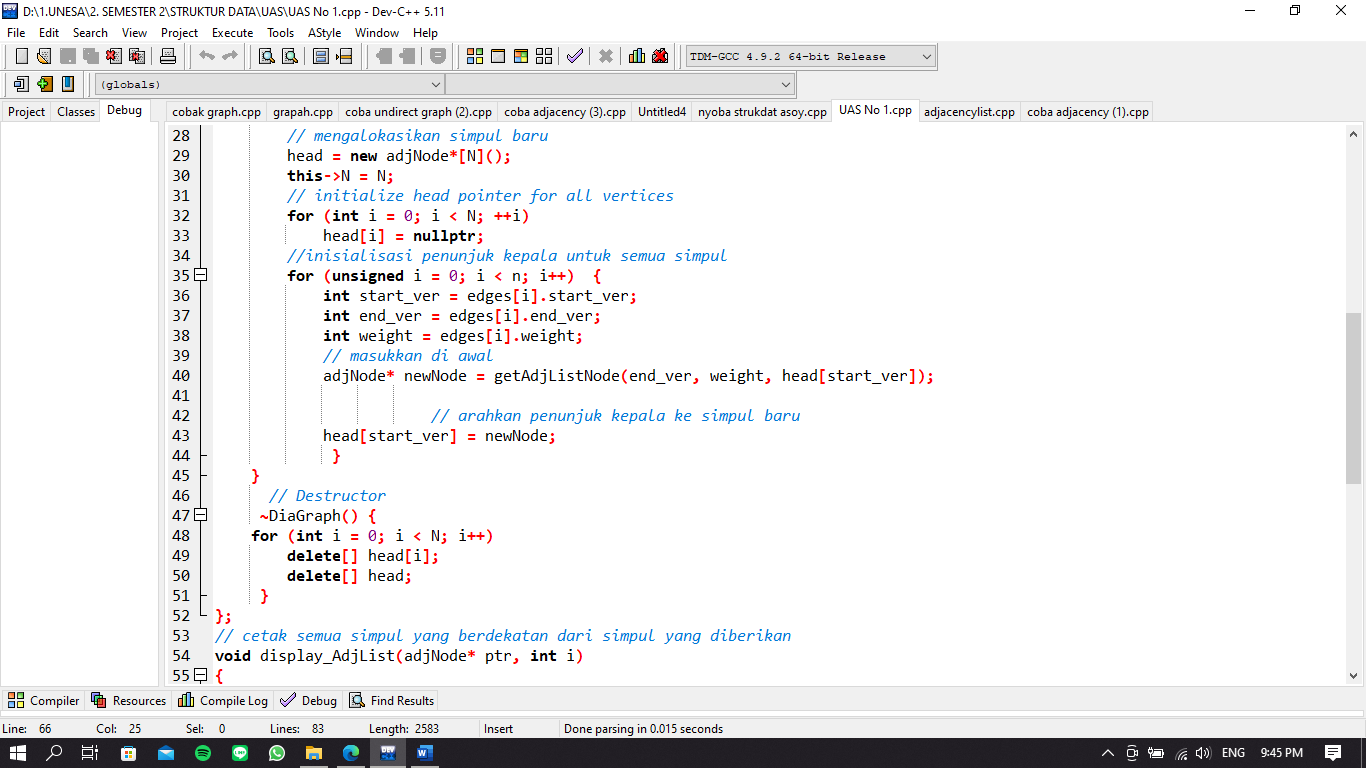 D:\1.UNESA\2. SEMESTER 2\STRUKTUR DATA\UAS\UAS No 1.cpp - Dev-C++ 5.11
File Edit Search View Project Execute Tools AStyle Window Help
TDM-GCC 4.9.2 64-bit Release
(globals)
Project Classes Debug cobak graph.cpp grapah.cpp coba undirect graph (2).cpp coba adjacency (3).cpp Untitled4 nyoba strukdat asoy.cpp UAS No 1.cpp adjacencylist.cpp coba adjacency (1).cpp
28 // mengalokasikan simpul baru
29 head = new adjNode*[N]();
30 this->N = N;
31 // initialize head pointer for all vertices
32 for (int i = 0; i < N; ++i)
33 head[i] = nullptr;
34 //inisialisasi penunjuk kepala untuk semua simpul
35 for (unsigned i = 0; i < n; i++) {
36 int start_ver = edges[i].start_ver;
37 int end_ver = edges[i].end_ver;
38 int weight = edges[i].weight;
39 // masukkan di awal
40 adjNode* newNode = getAdjListNode(end_ver, weight, head[start_ver]);
41
42 // arahkan penunjuk kepala ke simpul baru
43 head[start_ver] = newNode;
44 }
45 }
46 // Destructor
47 ~DiaGraph() {
48 for (int i = 0; i < N; i++)
49 delete[] head[i];
50 delete[] head;
51 }
52 };
53 // cetak semua simpul yang berdekatan dari simpul yang diberikan
54 void display_AdjList(adjNode* ptr, int i)
55 {
Compiler Resources Compile Log Debug Find Results
Line: 66 Col: 25 Sel: 0 Lines: 83 Length: 2583 Insert Done parsing in 0.015 seconds
ENG 9:45 PM